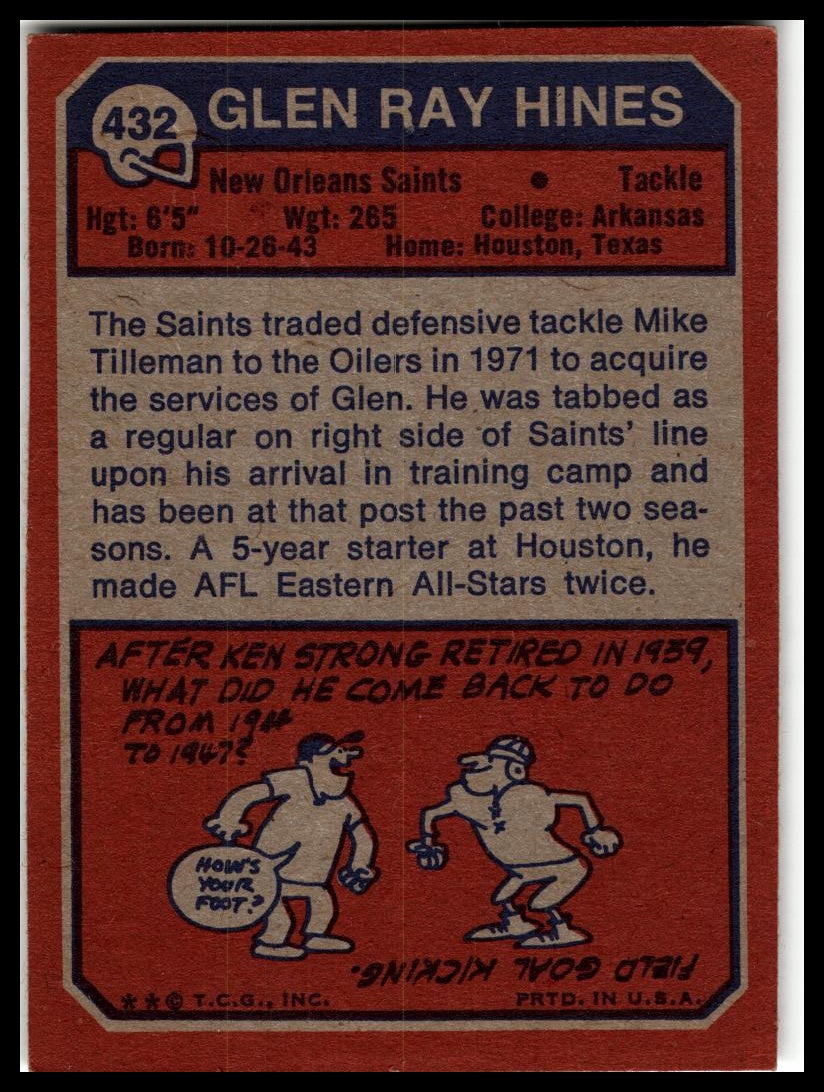 432
GLEN RAY HINES
New Orleans Saints • Tackle
Hgt: 6'5" Wgt: 265 College: Arkansas
Born: 10-26-43 Home: Houston, Texas
The Saints traded defensive tackle Mike
Tilleman to the Oilers in 1971 to acquire
the services of Glen. He was tabbed as
a regular on right side of Saints' line
upon his arrival in training camp and
has been at that post the past two sea-
sons. A 5-year starter at Houston, he
made AFL Eastern All-Stars twice.
AFTER KEN STRONG RETIRED IN 1939,
WHAT DID HE COME BACK TO DO
FROM 1944
TO 1947?
HOW'S
YOUR
FOOT?
FIELD GOAL KICKING.
**© T.C.G., INC. PRTD. IN U.S.A.